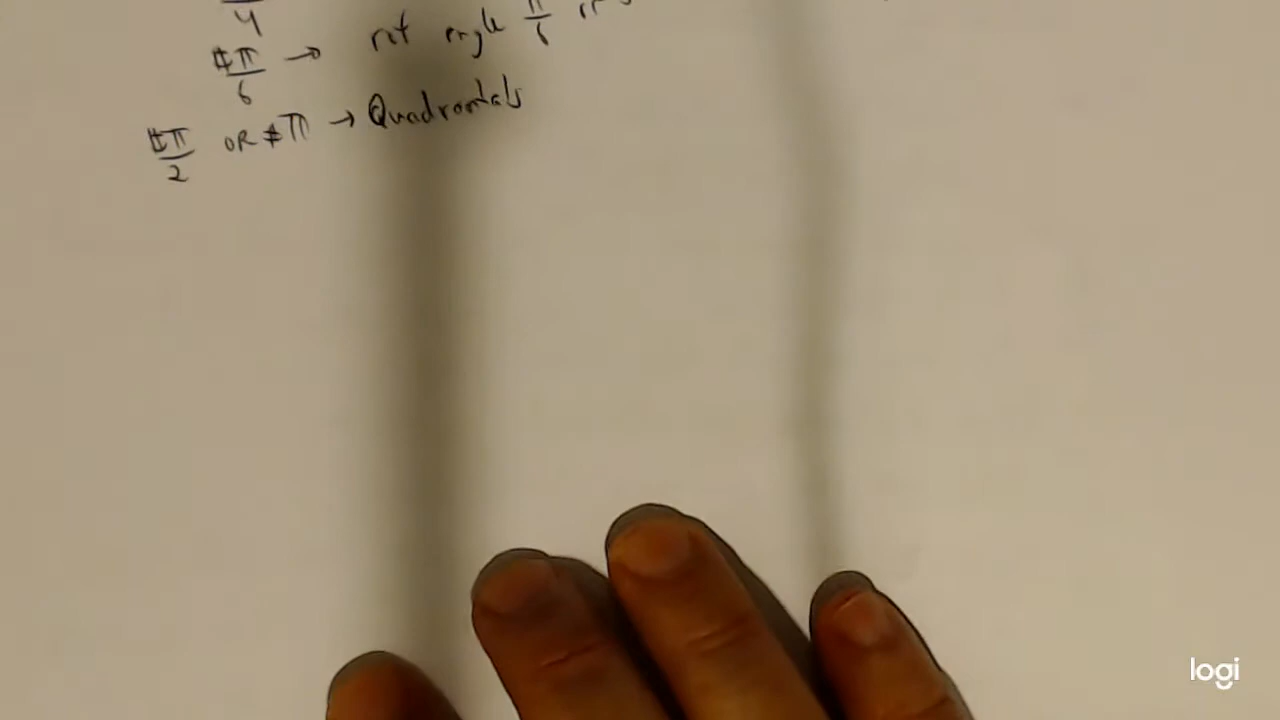 4
#π/6 → ref angle π/6
#π/2 OR #π → Quadrantals
logi